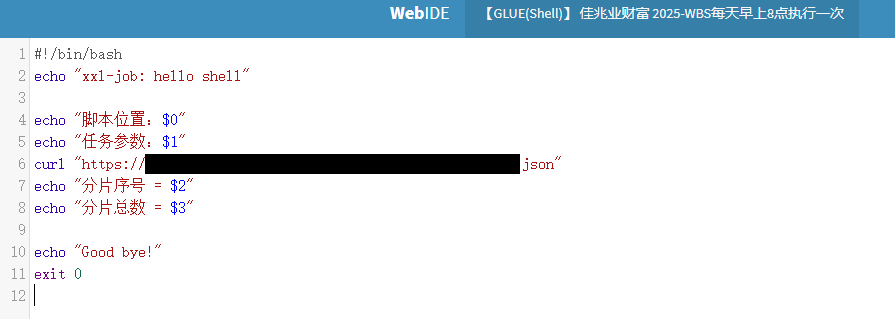 WebIDE 【GLUE(Shell)】 佳兆业财富 2025-WBS每天早上8点执行一次
1 #!/bin/bash
2 echo "xxl-job: hello shell"
3
4 echo "脚本位置：$0"
5 echo "任务参数：$1"
6 curl "https:// json"
7 echo "分片序号 = $2"
8 echo "分片总数 = $3"
9
10 echo "Good bye!"
11 exit 0
12